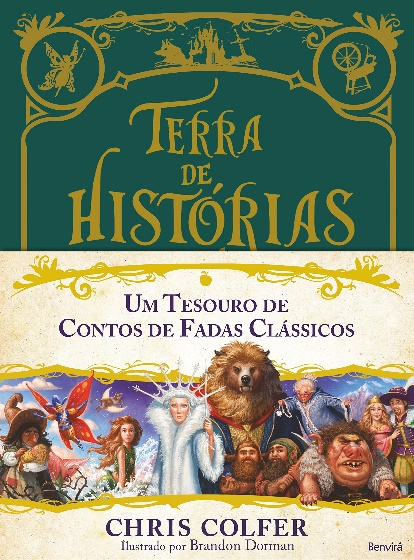 TERRA
DE
HISTÓRIAS
UM TESOURO DE
CONTOS DE FADAS CLÁSSICOS
CHRIS COLFER
Ilustrado por Brandon Dorman
Benvirá